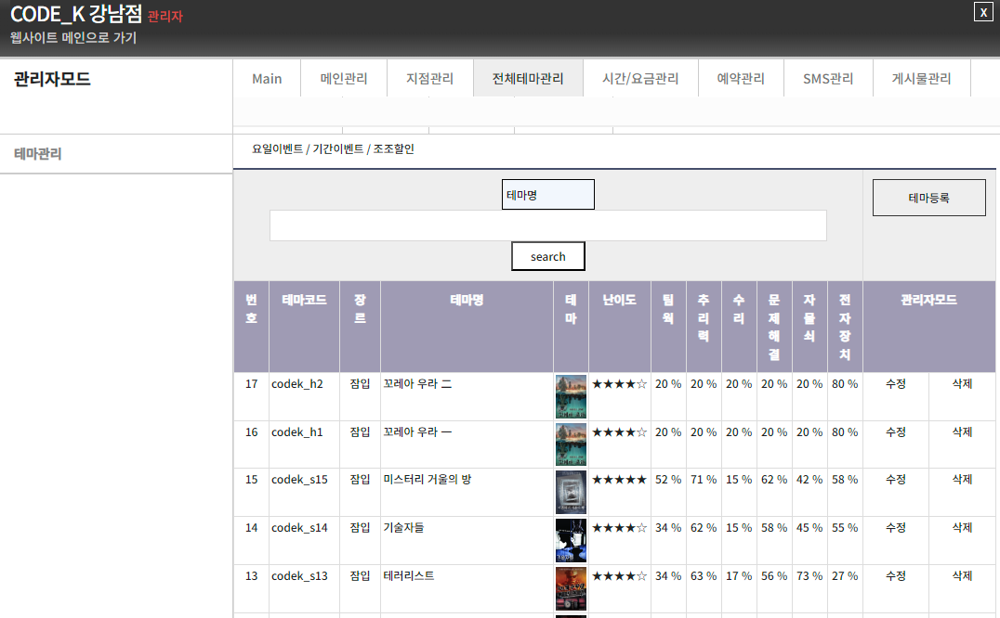 CODE_K 강남점 관리자
X
웹사이트 메인으로 가기
관리자모드
Main 메인관리 지점관리 전체테마관리 시간/요금관리 예약관리 SMS관리 게시물관리
테마관리
요일이벤트 / 기간이벤트 / 조조할인
테마명
테마등록
search
번호 테마코드 장르 테마명 테마 난이도 팀웍 추리력 수리 문제해결 자물쇠 전자장치 관리자모드
17 codek_h2 잠입 꼬레아 우라 二 ★★★★☆ 20 % 20 % 20 % 20 % 20 % 80 % 수정 삭제
16 codek_h1 잠입 꼬레아 우라 一 ★★★★☆ 20 % 20 % 20 % 20 % 20 % 80 % 수정 삭제
15 codek_s15 잠입 미스터리 거울의 방 ★★★★★ 52 % 71 % 15 % 62 % 42 % 58 % 수정 삭제
14 codek_s14 잠입 기술자들 ★★★★☆ 34 % 62 % 15 % 58 % 45 % 55 % 수정 삭제
13 codek_s13 잠입 테러리스트 ★★★★☆ 34 % 63 % 17 % 56 % 73 % 27 % 수정 삭제